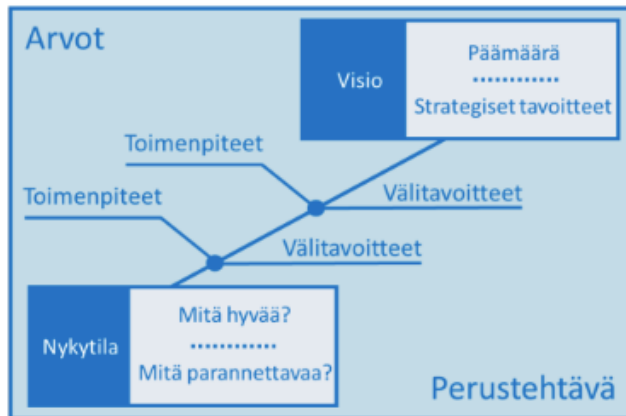 Arvot
Visio
Päämäärä
Strategiset tavoitteet
Toimenpiteet
Toimenpiteet
Välitavoitteet
Välitavoitteet
Nykytila
Mitä hyvää?
Mitä parannettavaa?
Perustehtävä